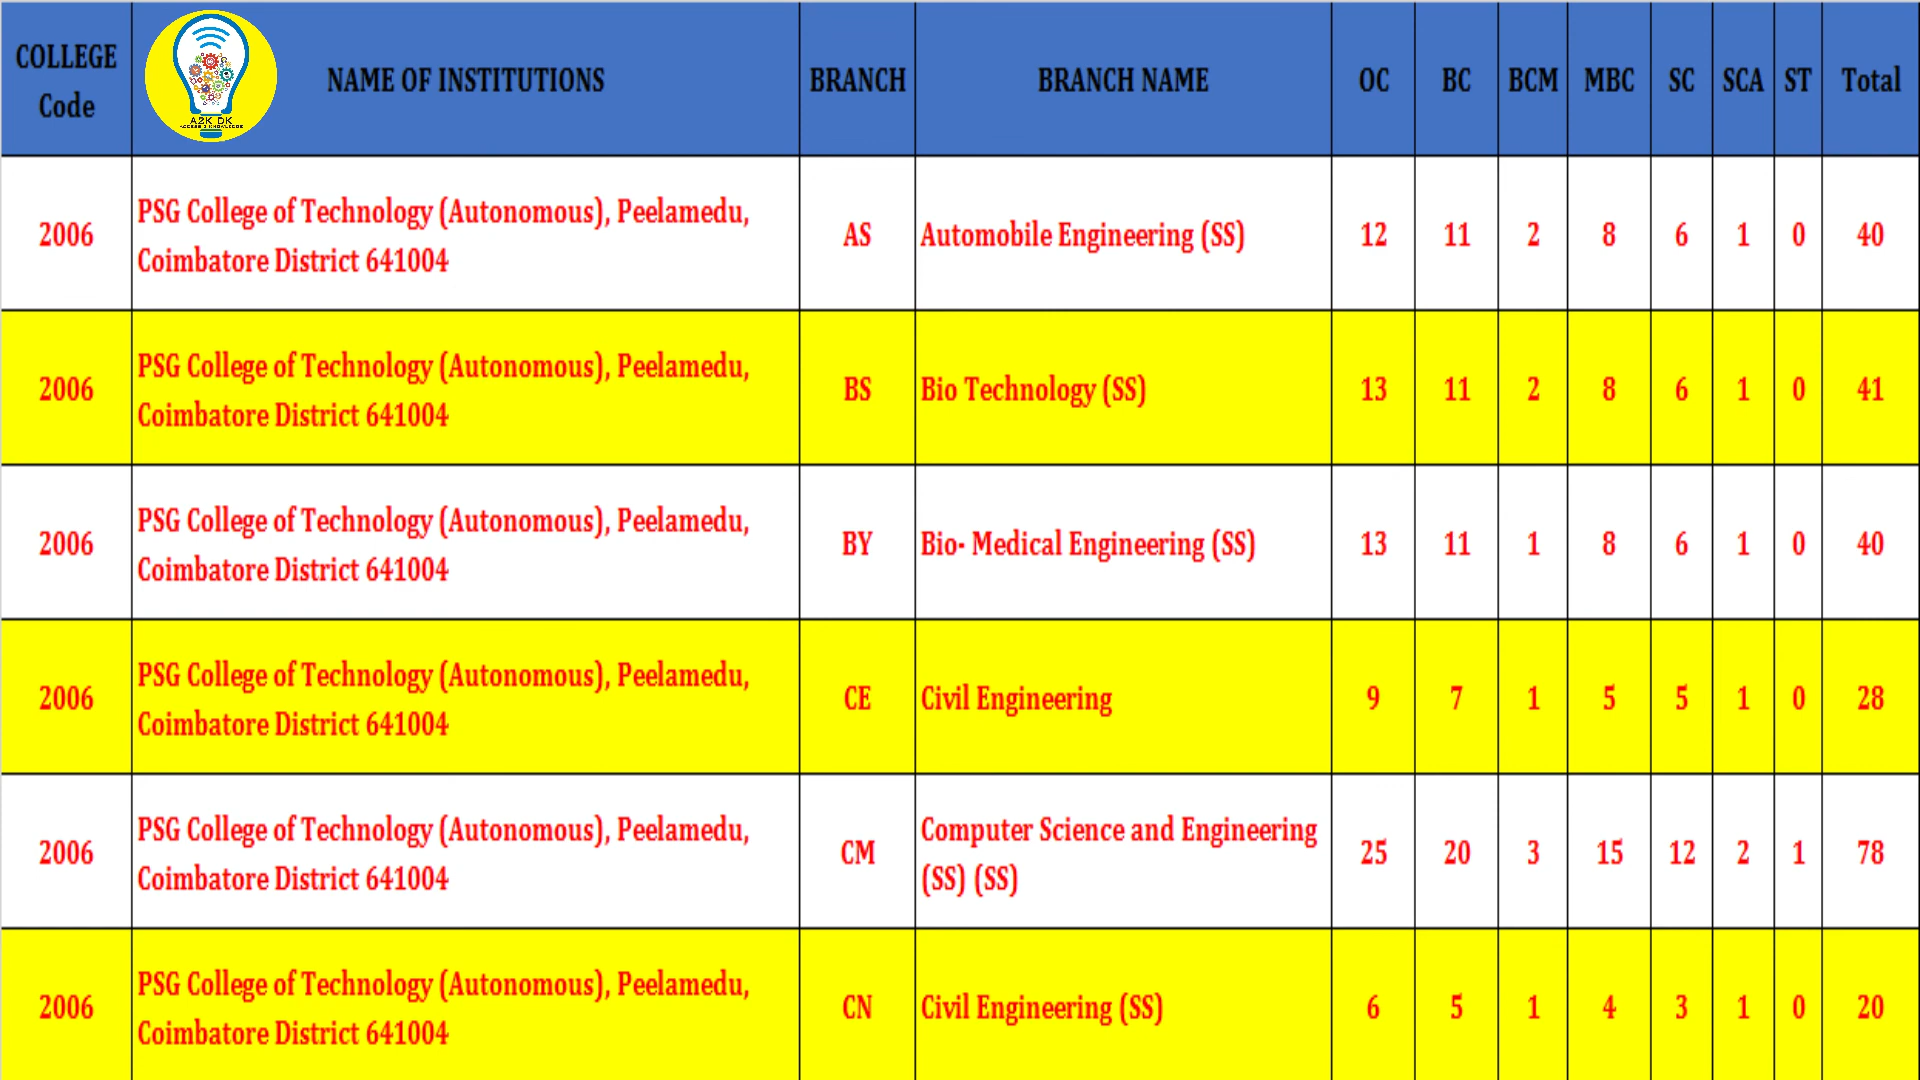 COLLEGE Code NAME OF INSTITUTIONS BRANCH BRANCH NAME OC BC BCM MBC SC SCA ST Total
A2K DK
ACCESS 2 KNOWLEDGE
2006 PSG College of Technology (Autonomous), Peelamedu, AS Automobile Engineering (SS) 12 11 2 8 6 1 0 40
Coimbatore District 641004
2006 PSG College of Technology (Autonomous), Peelamedu, BS Bio Technology (SS) 13 11 2 8 6 1 0 41
Coimbatore District 641004
2006 PSG College of Technology (Autonomous), Peelamedu, BY Bio- Medical Engineering (SS) 13 11 1 8 6 1 0 40
Coimbatore District 641004
2006 PSG College of Technology (Autonomous), Peelamedu, CE Civil Engineering 9 7 1 5 5 1 0 28
Coimbatore District 641004
2006 PSG College of Technology (Autonomous), Peelamedu, CM Computer Science and Engineering 25 20 3 15 12 2 1 78
Coimbatore District 641004 (SS) (SS)
2006 PSG College of Technology (Autonomous), Peelamedu, CN Civil Engineering (SS) 6 5 1 4 3 1 0 20
Coimbatore District 641004